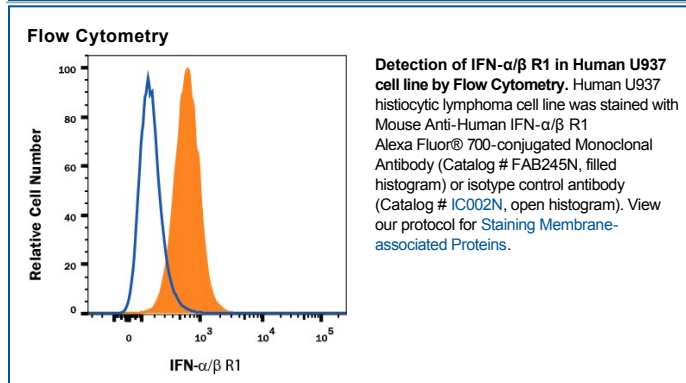 Flow Cytometry
100
80
60
40
20
0
Relative Cell Number
0 10³ 10⁴ 10⁵
IFN-α/β R1
Detection of IFN-α/β R1 in Human U937
cell line by Flow Cytometry. Human U937
histiocytic lymphoma cell line was stained with
Mouse Anti-Human IFN-α/β R1
Alexa Fluor® 700-conjugated Monoclonal
Antibody (Catalog # FAB245N, filled
histogram) or isotype control antibody
(Catalog # IC002N, open histogram). View
our protocol for Staining Membrane-
associated Proteins.